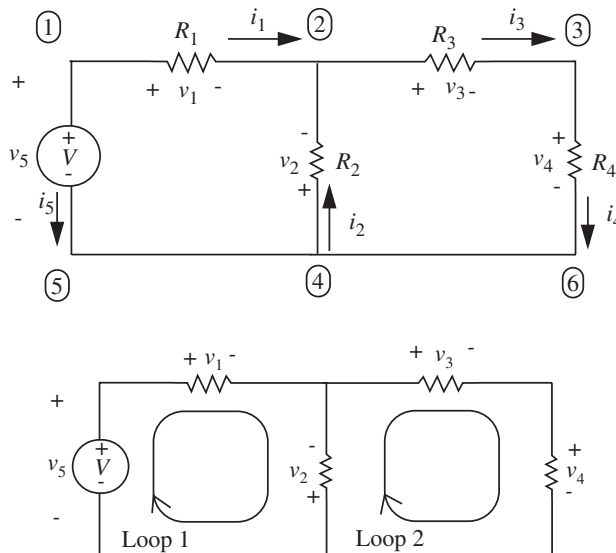 1 R1 i1 2 R3 i3 3
+ + v1 - + v3 -
v5 + V - - v2 + R2 + v4 - R4
- i5 i2 i4
5 4 6
+ v1 - + v3 -
+ - +
v5 + V - v2 v4
- + -
Loop 1 Loop 2